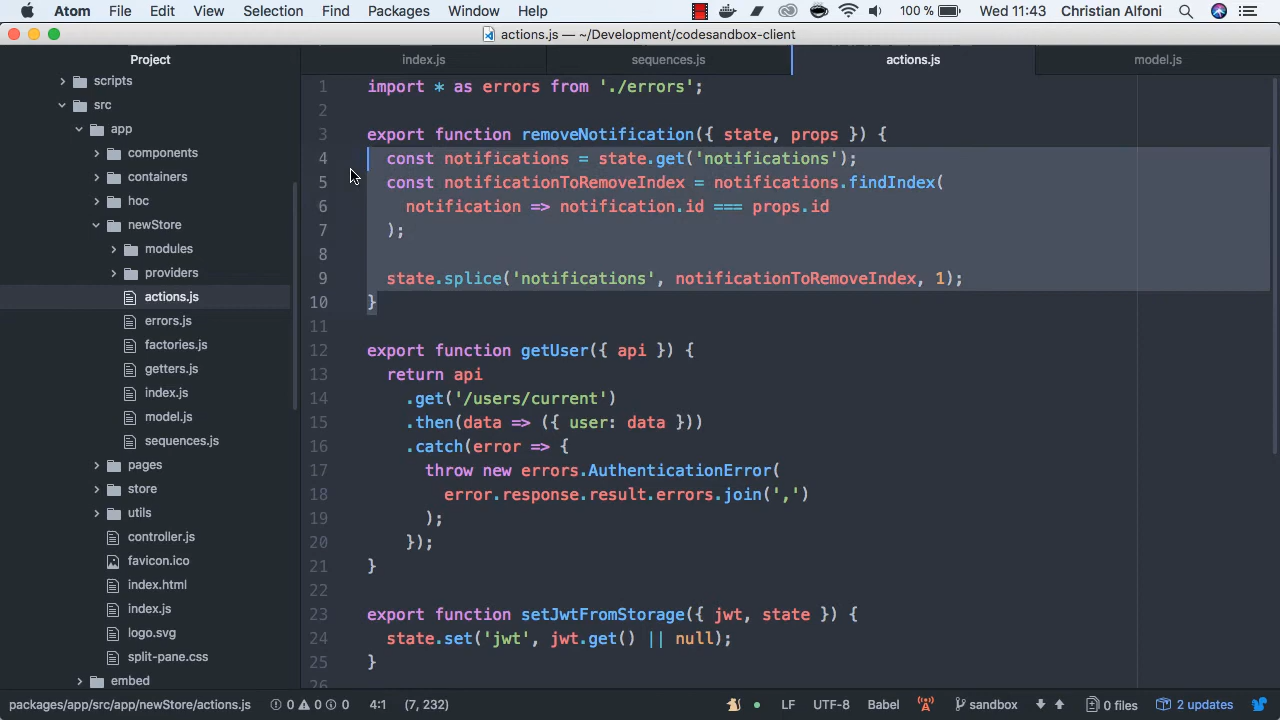 Atom File Edit View Selection Find Packages Window Help 100 % Wed 11:43 Christian Alfoni
actions.js — ~/Development/codesandbox-client
Project
scripts
src
app
components
containers
hoc
newStore
modules
providers
actions.js
errors.js
factories.js
getters.js
index.js
model.js
sequences.js
pages
store
utils
controller.js
favicon.ico
index.html
index.js
logo.svg
split-pane.css
embed
index.js sequences.js actions.js model.js
1 import * as errors from './errors';
2
3 export function removeNotification({ state, props }) {
4 const notifications = state.get('notifications');
5 const notificationToRemoveIndex = notifications.findIndex(
6 notification => notification.id === props.id
7 );
8
9 state.splice('notifications', notificationToRemoveIndex, 1);
10 }
11
12 export function getUser({ api }) {
13 return api
14 .get('/users/current')
15 .then(data => ({ user: data }))
16 .catch(error => {
17 throw new errors.AuthenticationError(
18 error.response.result.errors.join(',')
19 );
20 });
21 }
22
23 export function setJwtFromStorage({ jwt, state }) {
24 state.set('jwt', jwt.get() || null);
25 }
26
packages/app/src/app/newStore/actions.js 0 0 0 4:1 (7, 232) LF UTF-8 Babel sandbox 0 files 2 updates